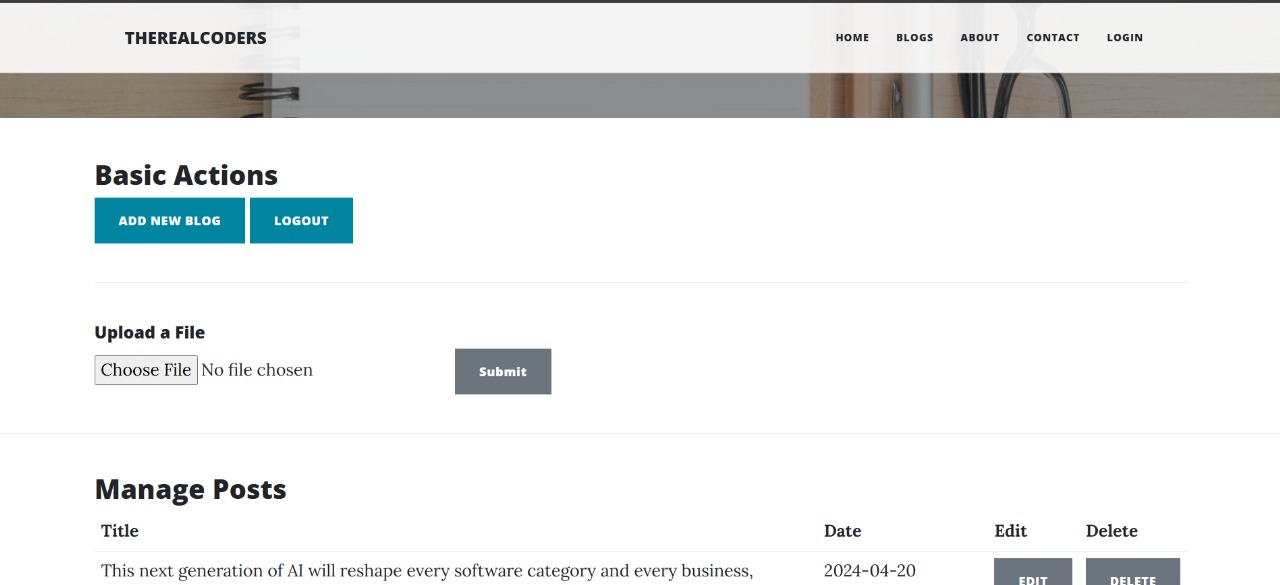 THEREALCODERS HOME BLOGS ABOUT CONTACT LOGIN
Basic Actions
ADD NEW BLOG LOGOUT
Upload a File
Choose File No file chosen Submit
Manage Posts
Title Date Edit Delete
This next generation of AI will reshape every software category and every business, 2024-04-20 EDIT DELETE